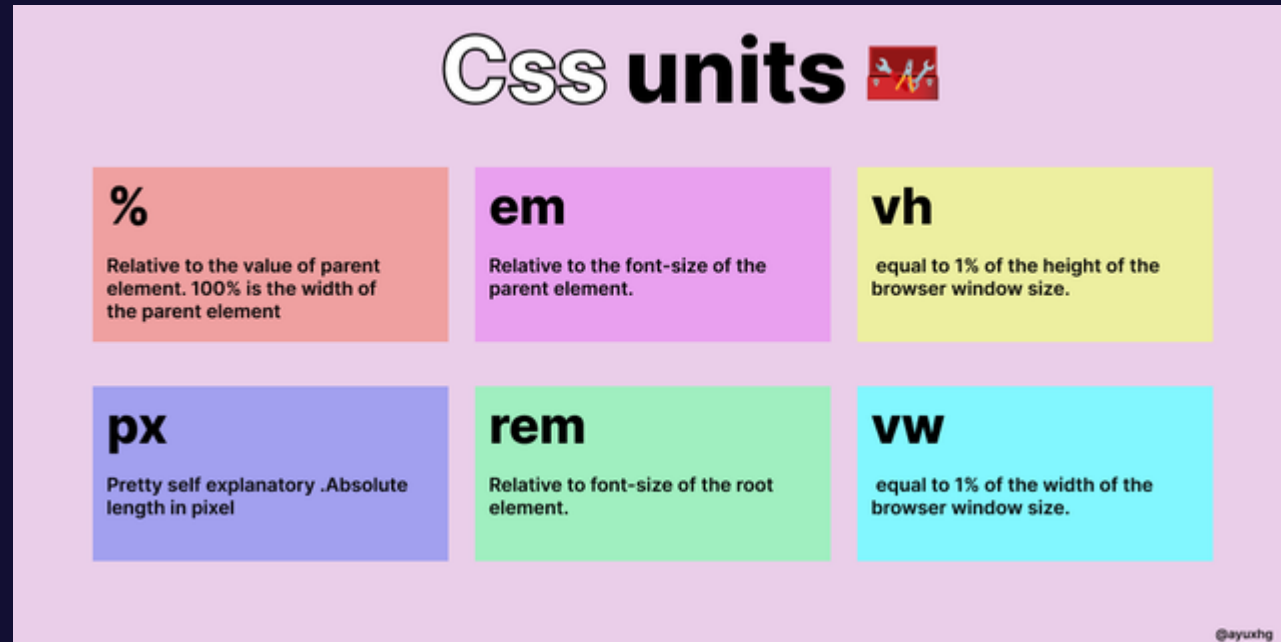 Css units
%
Relative to the value of parent
element. 100% is the width of
the parent element
em
Relative to the font-size of the
parent element.
vh
equal to 1% of the height of the
browser window size.
px
Pretty self explanatory .Absolute
length in pixel
rem
Relative to font-size of the root
element.
vw
equal to 1% of the width of the
browser window size.
@ayuxhg